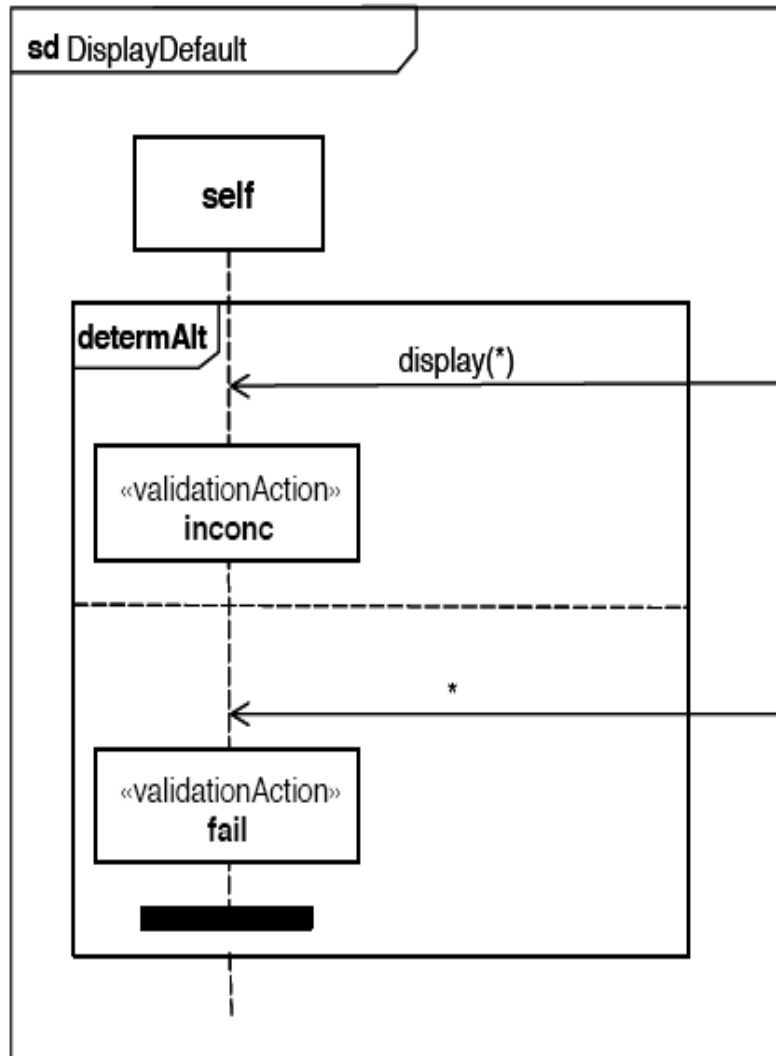 sd DisplayDefault
self
determAlt
display(*)
«validationAction»
inconc
*
«validationAction»
fail